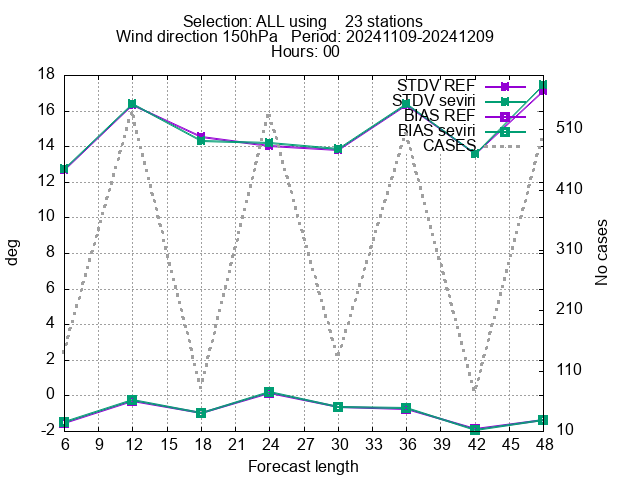 Selection: ALL using    23 stations
Wind direction 150hPa   Period: 20241109-20241209
Hours: 00
18
16
14
12
10
8
6
4
2
0
-2
deg
STDV REF
STDV seviri
BIAS REF
BIAS seviri
CASES
510
410
310
210
110
10
No cases
6 9 12 15 18 21 24 27 30 33 36 39 42 45 48
Forecast length